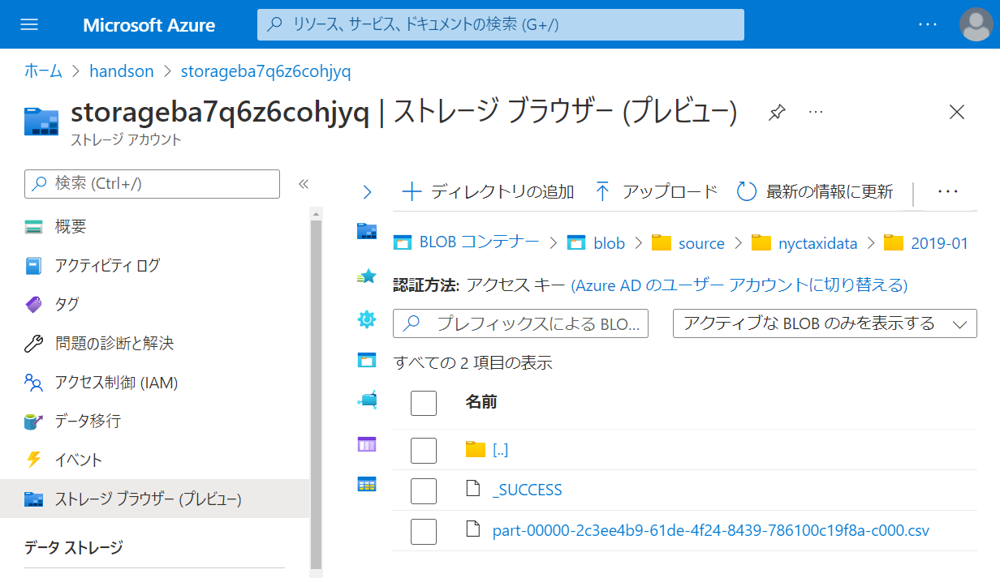 Microsoft Azure
リソース、サービス、ドキュメントの検索 (G+/)
ホーム > handson > storageba7q6z6cohjyq
storageba7q6z6cohjyq | ストレージ ブラウザー (プレビュー)
ストレージ アカウント
検索 (Ctrl+/)
概要
アクティビティ ログ
タグ
問題の診断と解決
アクセス制御 (IAM)
データ移行
イベント
ストレージ ブラウザー (プレビュー)
データ ストレージ
ディレクトリの追加 アップロード 最新の情報に更新
BLOB コンテナー > blob > source > nyctaxidata > 2019-01
認証方法: アクセス キー (Azure AD のユーザー アカウントに切り替える)
プレフィックスによる BLO... アクティブな BLOB のみを表示する
すべての 2 項目の表示
名前
[..]
_SUCCESS
part-00000-2c3ee4b9-61de-4f24-8439-786100c19f8a-c000.csv